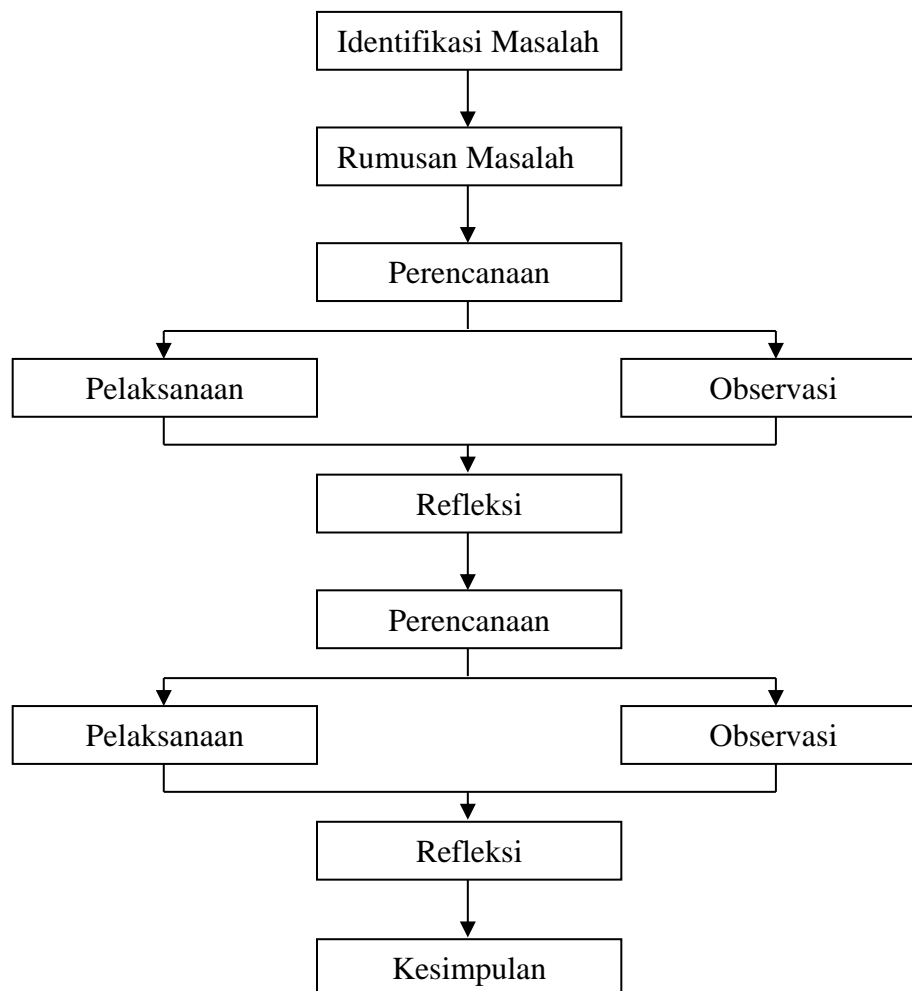 Identifikasi Masalah
Rumusan Masalah
Perencanaan
Pelaksanaan
Observasi
Refleksi
Perencanaan
Pelaksanaan
Observasi
Refleksi
Kesimpulan